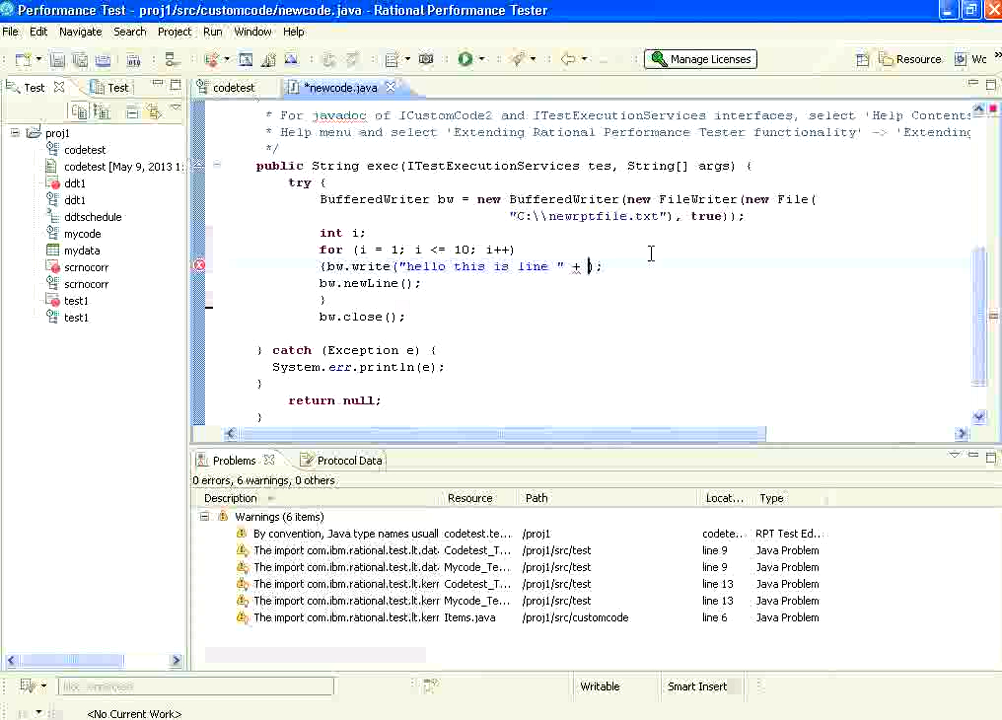 Performance Test - proj1/src/customcode/newcode.java - Rational Performance Tester
File Edit Navigate Search Project Run Window Help
Manage Licenses
Resource
Test
Test
codetest
*newcode.java
* For javadoc of ICustomCode2 and ITestExecutionServices interfaces, select 'Help Contents
* Help menu and select 'Extending Rational Performance Tester functionality' -> 'Extending
*/
public String exec(ITestExecutionServices tes, String[] args) {
try {
BufferedWriter bw = new BufferedWriter(new FileWriter(new File(
"C:\\newrptfile.txt"), true));
int i;
for (i = 1; i <= 10; i++)
{bw.write("hello this is line " + );
bw.newLine();
}
bw.close();
} catch (Exception e) {
System.err.println(e);
}
return null;
}
proj1
codetest
codetest [May 9, 2013 1:
ddt1
ddt1
ddtschedule
mycode
mydata
scrnocorr
scrnocorr
test1
test1
Problems
Protocol Data
0 errors, 6 warnings, 0 others
Description Resource Path Locat... Type
Warnings (6 items)
By convention, Java type names usuall codetest.te... /proj1 codete... RPT Test Ed...
The import com.ibm.rational.test.lt.dat Codetest_T... /proj1/src/test line 9 Java Problem
The import com.ibm.rational.test.lt.dat Mycode_Te... /proj1/src/test line 9 Java Problem
The import com.ibm.rational.test.lt.kerr Codetest_T... /proj1/src/test line 13 Java Problem
The import com.ibm.rational.test.lt.kerr Mycode_Te... /proj1/src/test line 13 Java Problem
The import com.ibm.rational.test.lt.kerr Items.java /proj1/src/customcode line 6 Java Problem
Writable
Smart Insert
<No Current Work>